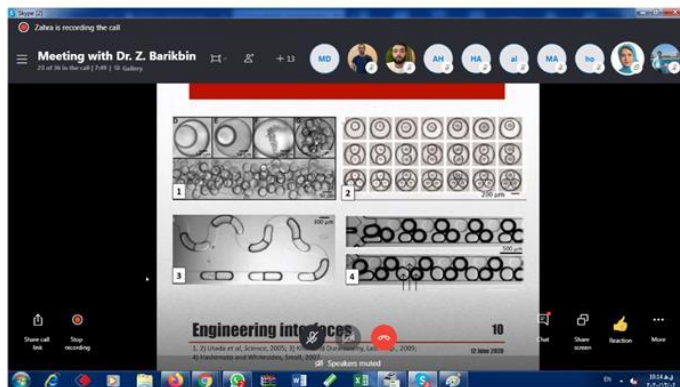 Skype [2]
Zahra is recording the call
Meeting with Dr. Z. Barikbin
25 of 36 in the call | 7:49 | Gallery
+13
MD
AH
HA
al
MA
ho
D
E
F
G
1
2
200 µm
300 µm
3
500 µm
4
Share call link
Stop recording
Engineering interfaces
10
12 June 2020
Speakers muted
Chat
Share screen
Reaction
More
EN